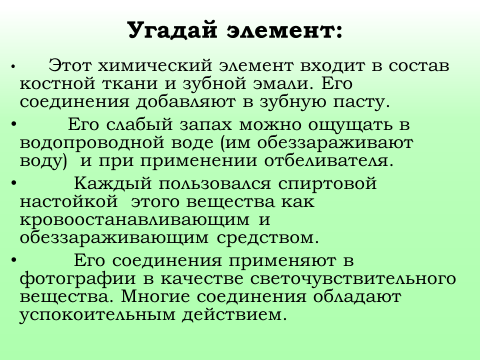 Угадай элемент:
• Этот химический элемент входит в состав
костной ткани и зубной эмали. Его
соединения добавляют в зубную пасту.
• Его слабый запах можно ощущать в
водопроводной воде (им обеззараживают
воду) и при применении отбеливателя.
• Каждый пользовался спиртовой
настойкой этого вещества как
кровоостанавливающим и
обеззараживающим средством.
• Его соединения применяют в
фотографии в качестве светочувствительного
вещества. Многие соединения обладают
успокоительным действием.